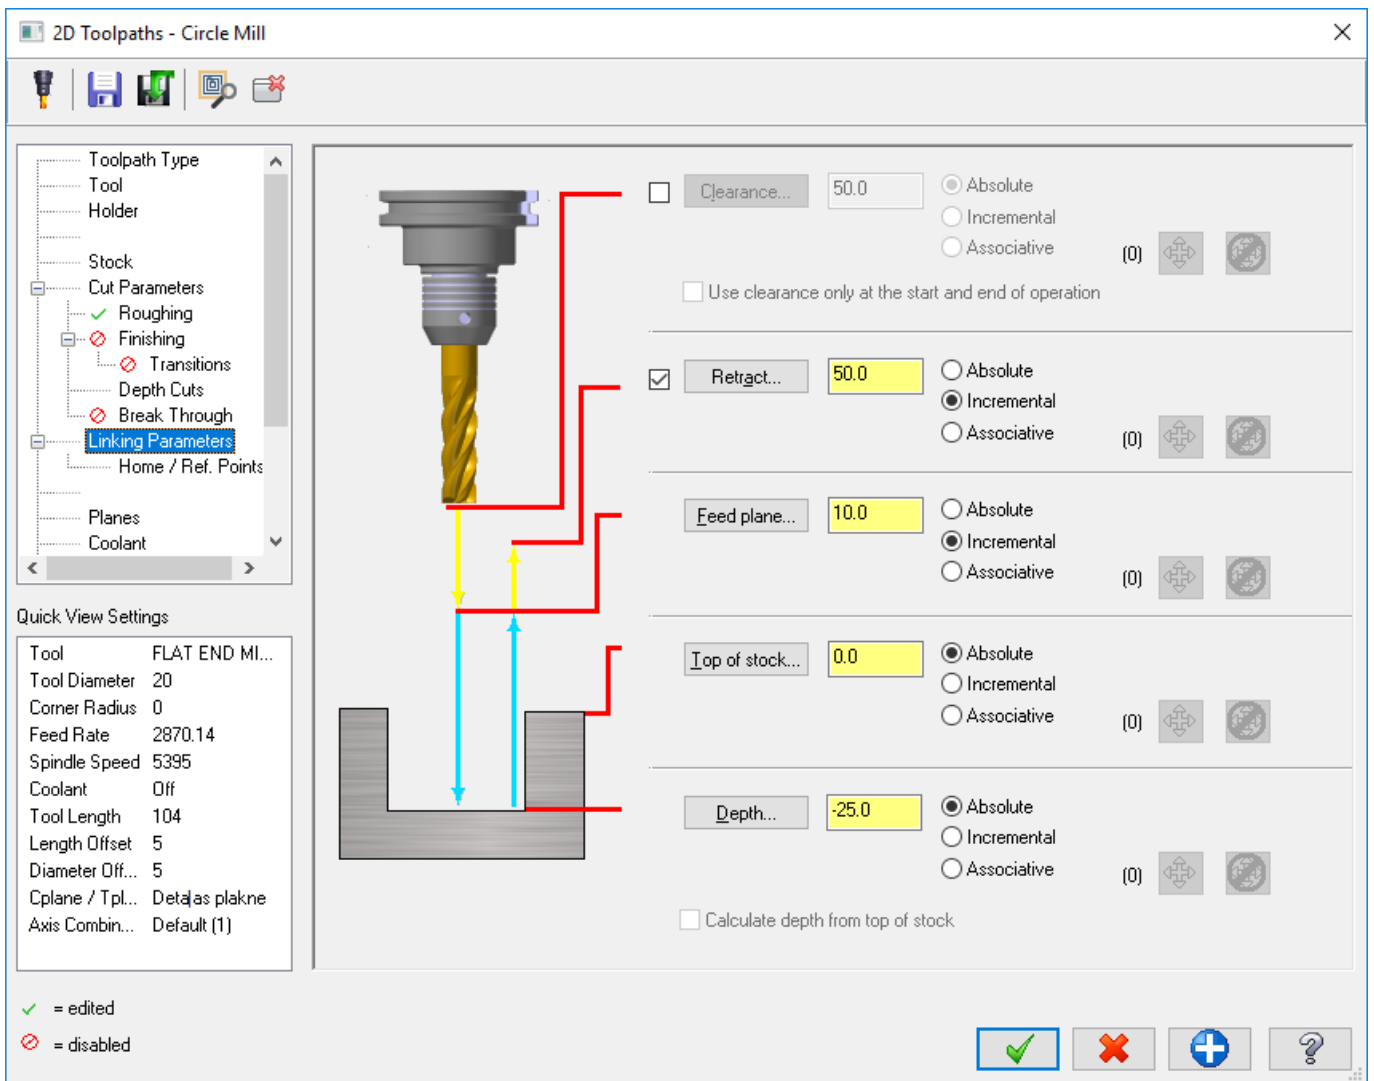 2D Toolpaths - Circle Mill
Toolpath Type
Tool
Holder
Stock
Cut Parameters
Roughing
Finishing
Transitions
Depth Cuts
Break Through
Linking Parameters
Home / Ref. Points
Planes
Coolant
Quick View Settings
Tool FLAT END MI...
Tool Diameter 20
Corner Radius 0
Feed Rate 2870.14
Spindle Speed 5395
Coolant Off
Tool Length 104
Length Offset 5
Diameter Off... 5
Cplane / Tpl... Detaļas plakne
Axis Combin... Default (1)
= edited
= disabled
Clearance... 50.0 Absolute
Incremental
Associative (0)
Use clearance only at the start and end of operation
Retract... 50.0 Absolute
Incremental
Associative (0)
Feed plane... 10.0 Absolute
Incremental
Associative (0)
Top of stock... 0.0 Absolute
Incremental
Associative (0)
Depth... -25.0 Absolute
Incremental
Associative (0)
Calculate depth from top of stock